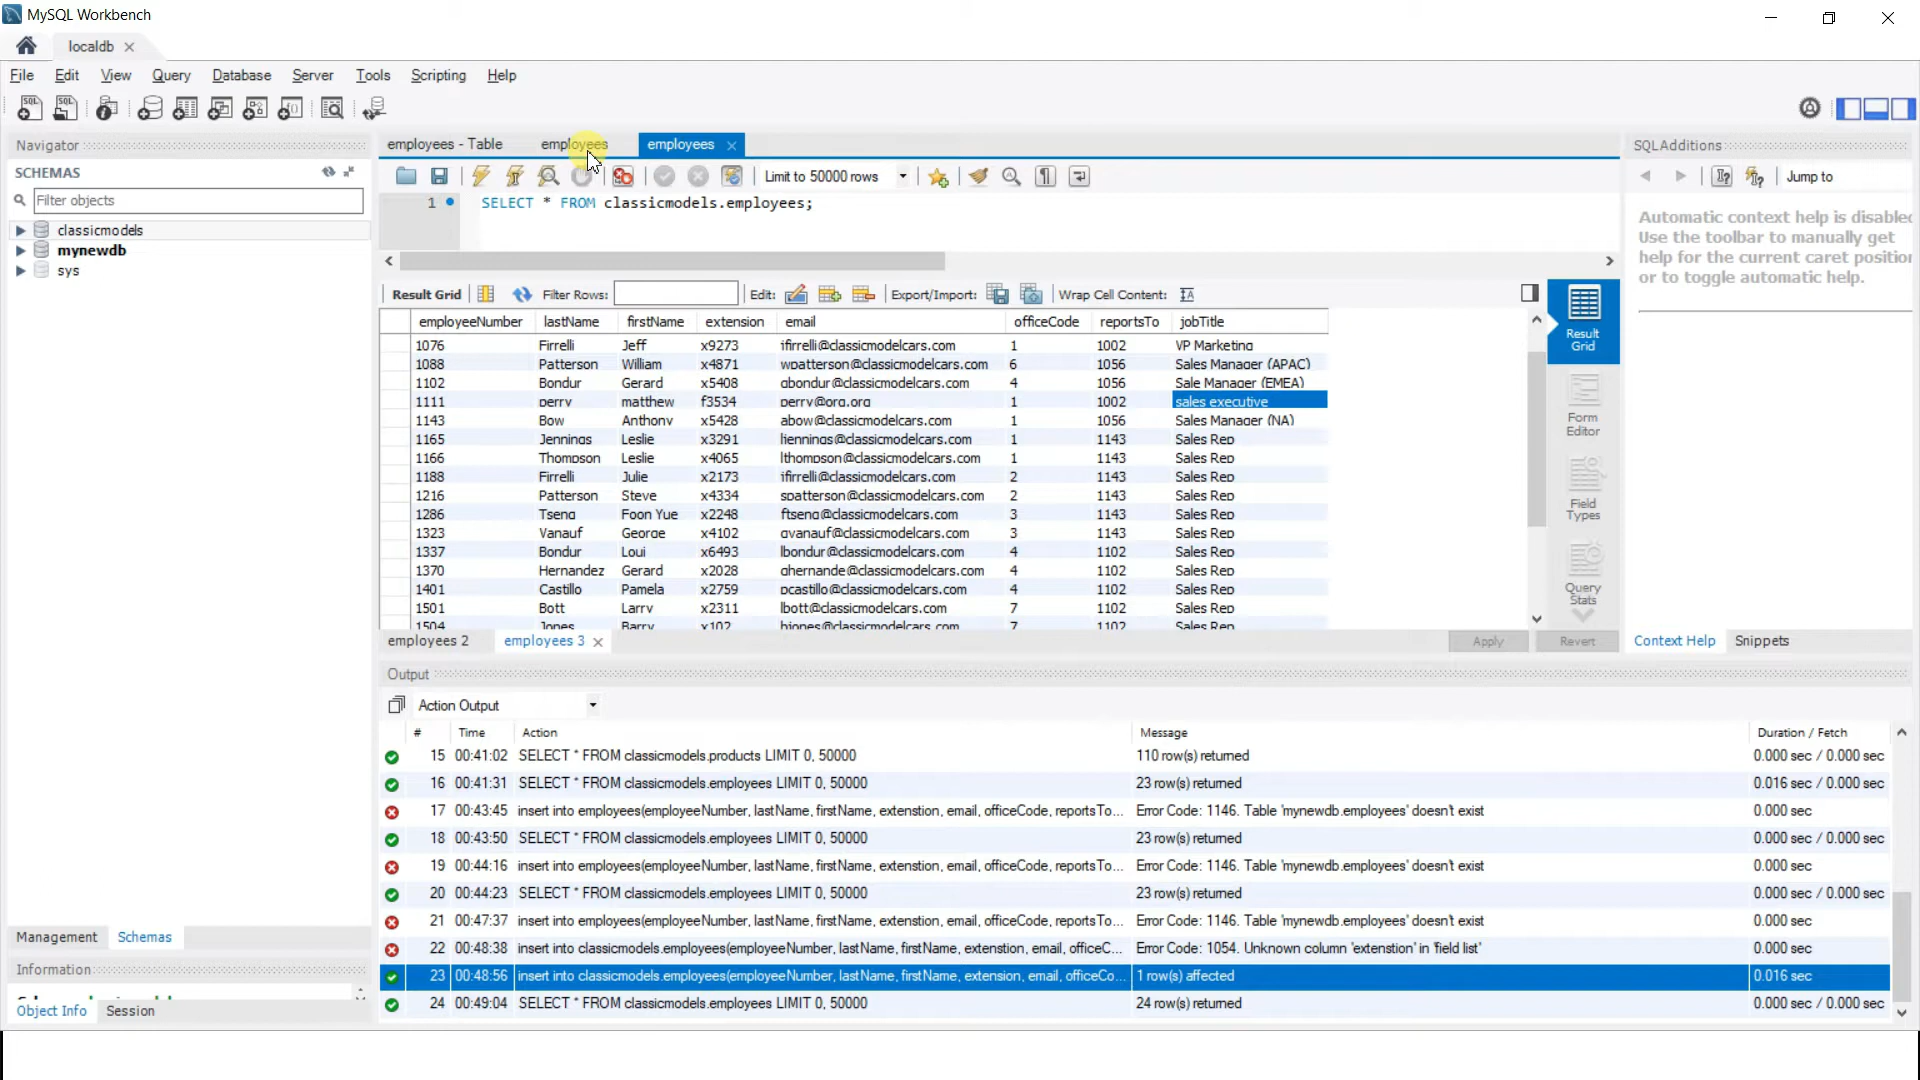 MySQL Workbench
localdb
File Edit View Query Database Server Tools Scripting Help
Navigator
SCHEMAS
Filter objects
classicmodels
mynewdb
sys
Management Schemas
Information
Object Info Session
employees - Table employees employees
Limit to 50000 rows
1 SELECT * FROM classicmodels.employees;
Result Grid Filter Rows: Edit: Export/Import: Wrap Cell Content:
employeeNumber lastName firstName extension email officeCode reportsTo jobTitle
1076 Firrelli Jeff x9273 jfirrelli@classicmodelcars.com 1 1002 VP Marketing
1088 Patterson William x4871 wpatterson@classicmodelcars.com 6 1056 Sales Manager (APAC)
1102 Bondur Gerard x5408 gbondur@classicmodelcars.com 4 1056 Sale Manager (EMEA)
1111 perry matthew f3534 perry@org.org 1 1002 sales executive
1143 Bow Anthony x5428 abow@classicmodelcars.com 1 1056 Sales Manager (NA)
1165 Jennings Leslie x3291 ljennings@classicmodelcars.com 1 1143 Sales Rep
1166 Thompson Leslie x4065 lthompson@classicmodelcars.com 1 1143 Sales Rep
1188 Firrelli Julie x2173 jfirrelli@classicmodelcars.com 2 1143 Sales Rep
1216 Patterson Steve x4334 spatterson@classicmodelcars.com 2 1143 Sales Rep
1286 Tseng Foon Yue x2248 ftseng@classicmodelcars.com 3 1143 Sales Rep
1323 Vanauf George x4102 gvanauf@classicmodelcars.com 3 1143 Sales Rep
1337 Bondur Loui x6493 lbondur@classicmodelcars.com 4 1102 Sales Rep
1370 Hernandez Gerard x2028 ghernande@classicmodelcars.com 4 1102 Sales Rep
1401 Castillo Pamela x2759 pcastillo@classicmodelcars.com 4 1102 Sales Rep
1501 Bott Larry x2311 lbott@classicmodelcars.com 7 1102 Sales Rep
1504 Jones Barry x102 bjones@classicmodelcars.com 7 1102 Sales Rep
Result Grid
Form Editor
Field Types
Query Stats
employees 2 employees 3 Apply Revert
SQLAdditions
Jump to
Automatic context help is disabled
Use the toolbar to manually get
help for the current caret position
or to toggle automatic help.
Context Help Snippets
Output
Action Output
# Time Action Message Duration / Fetch
15 00:41:02 SELECT * FROM classicmodels.products LIMIT 0, 50000 110 row(s) returned 0.000 sec / 0.000 sec
16 00:41:31 SELECT * FROM classicmodels.employees LIMIT 0, 50000 23 row(s) returned 0.016 sec / 0.000 sec
17 00:43:45 insert into employees(employeeNumber, lastName, firstName, extenstion, email, officeCode, reportsTo... Error Code: 1146. Table 'mynewdb.employees' doesn't exist 0.000 sec
18 00:43:50 SELECT * FROM classicmodels.employees LIMIT 0, 50000 23 row(s) returned 0.000 sec / 0.000 sec
19 00:44:16 insert into employees(employeeNumber, lastName, firstName, extenstion, email, officeCode, reportsTo... Error Code: 1146. Table 'mynewdb.employees' doesn't exist 0.000 sec
20 00:44:23 SELECT * FROM classicmodels.employees LIMIT 0, 50000 23 row(s) returned 0.000 sec / 0.000 sec
21 00:47:37 insert into employees(employeeNumber, lastName, firstName, extenstion, email, officeCode, reportsTo... Error Code: 1146. Table 'mynewdb.employees' doesn't exist 0.000 sec
22 00:48:38 insert into classicmodels.employees(employeeNumber, lastName, firstName, extenstion, email, officeC... Error Code: 1054. Unknown column 'extenstion' in 'field list' 0.000 sec
23 00:48:56 insert into classicmodels.employees(employeeNumber, lastName, firstName, extension, email, officeCo... 1 row(s) affected 0.016 sec
24 00:49:04 SELECT * FROM classicmodels.employees LIMIT 0, 50000 24 row(s) returned 0.000 sec / 0.000 sec